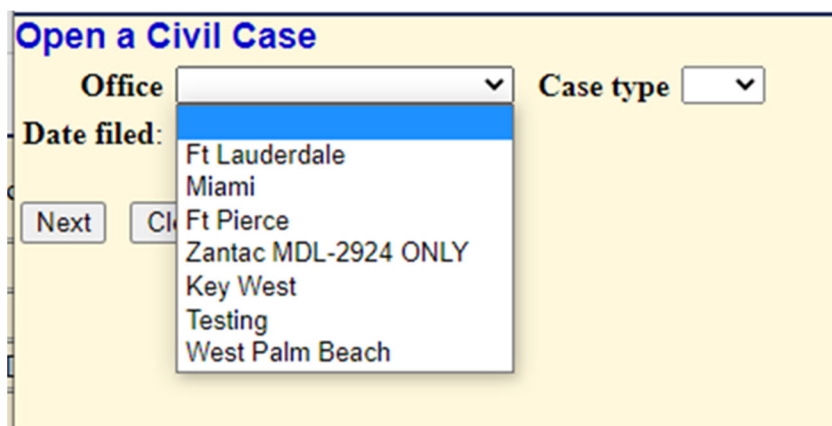 Open a Civil Case
Office Case type
Date filed:
Ft Lauderdale
Miami
Ft Pierce
Zantac MDL-2924 ONLY
Key West
Testing
West Palm Beach
Next